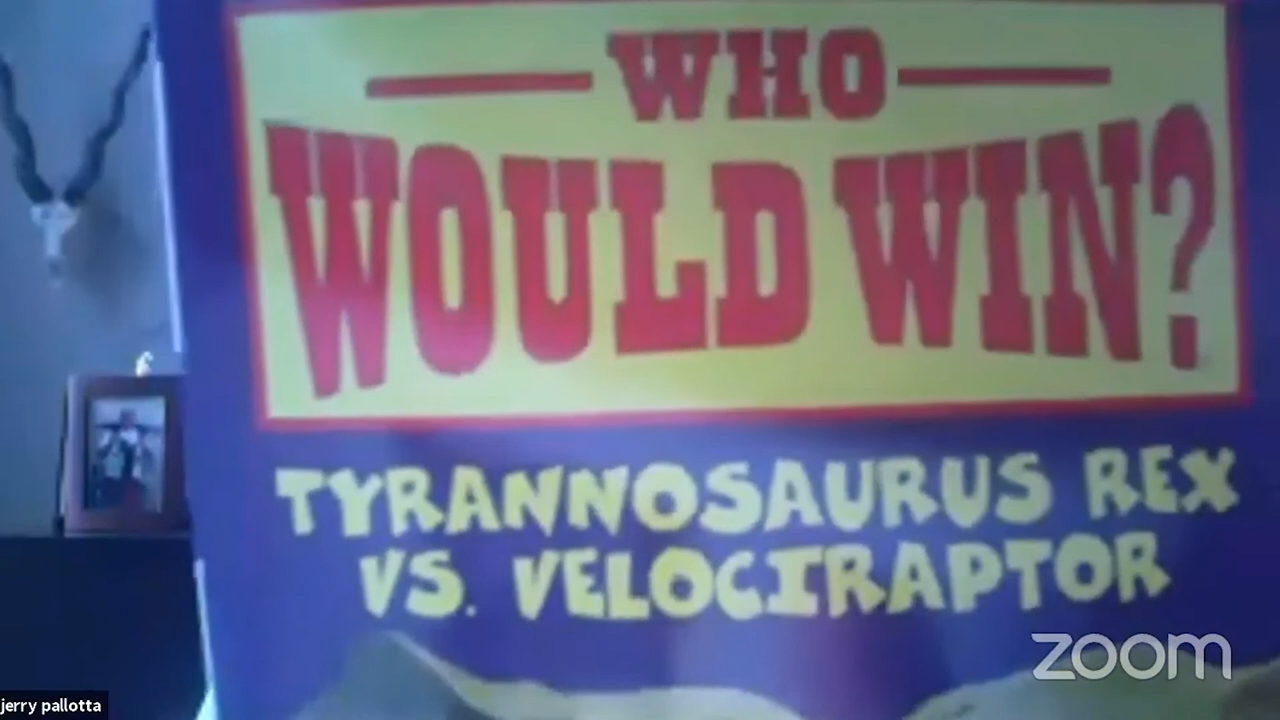 WHO
WOULD WIN?
TYRANNOSAURUS REX
VS. VELOCIRAPTOR
zoom
jerry pallotta